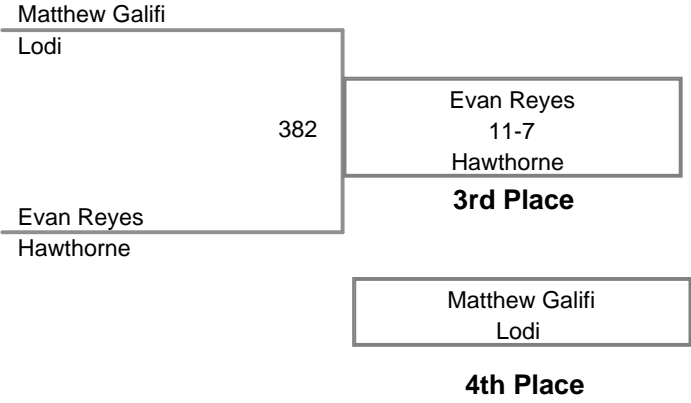 Matthew Galifi
Lodi
Evan Reyes
382
11-7
Hawthorne
3rd Place
Evan Reyes
Hawthorne
Matthew Galifi
Lodi
4th Place